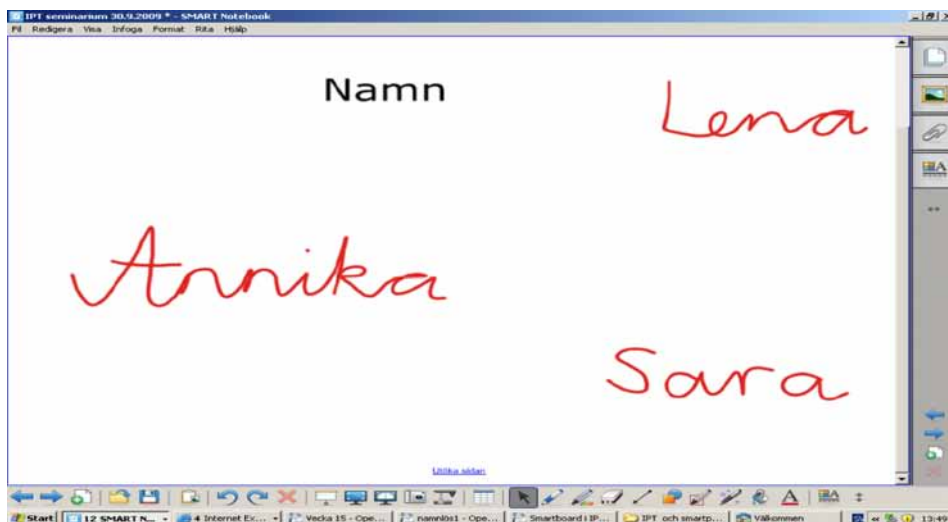 IPT seminarium 30.9.2009 * - SMART Notebook
Fil Redigera Visa Infoga Format Rita Hjälp
Namn
Lena
Annika
Sara
Utöka sidan
Start 12 SMART N... 4 Internet Ex... Vecka 15 - Ope... namnlös1 - Ope... Smartboard i IP... IPT och smartp... Välkommen